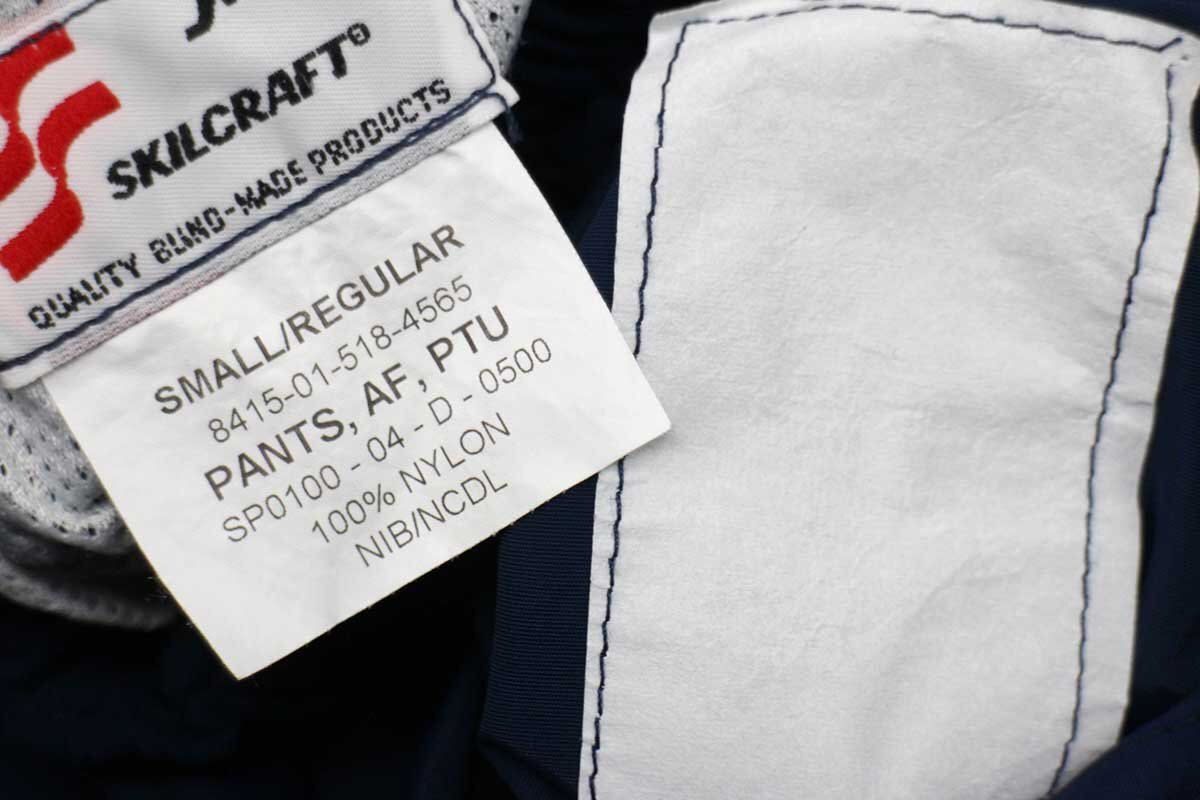 SKILCRAFT®
QUALITY BLIND-MADE PRODUCTS
SMALL/REGULAR
8415-01-518-4565
PANTS, AF, PTU
SP0100 - 04 - D - 0500
100% NYLON
NIB/NCDL